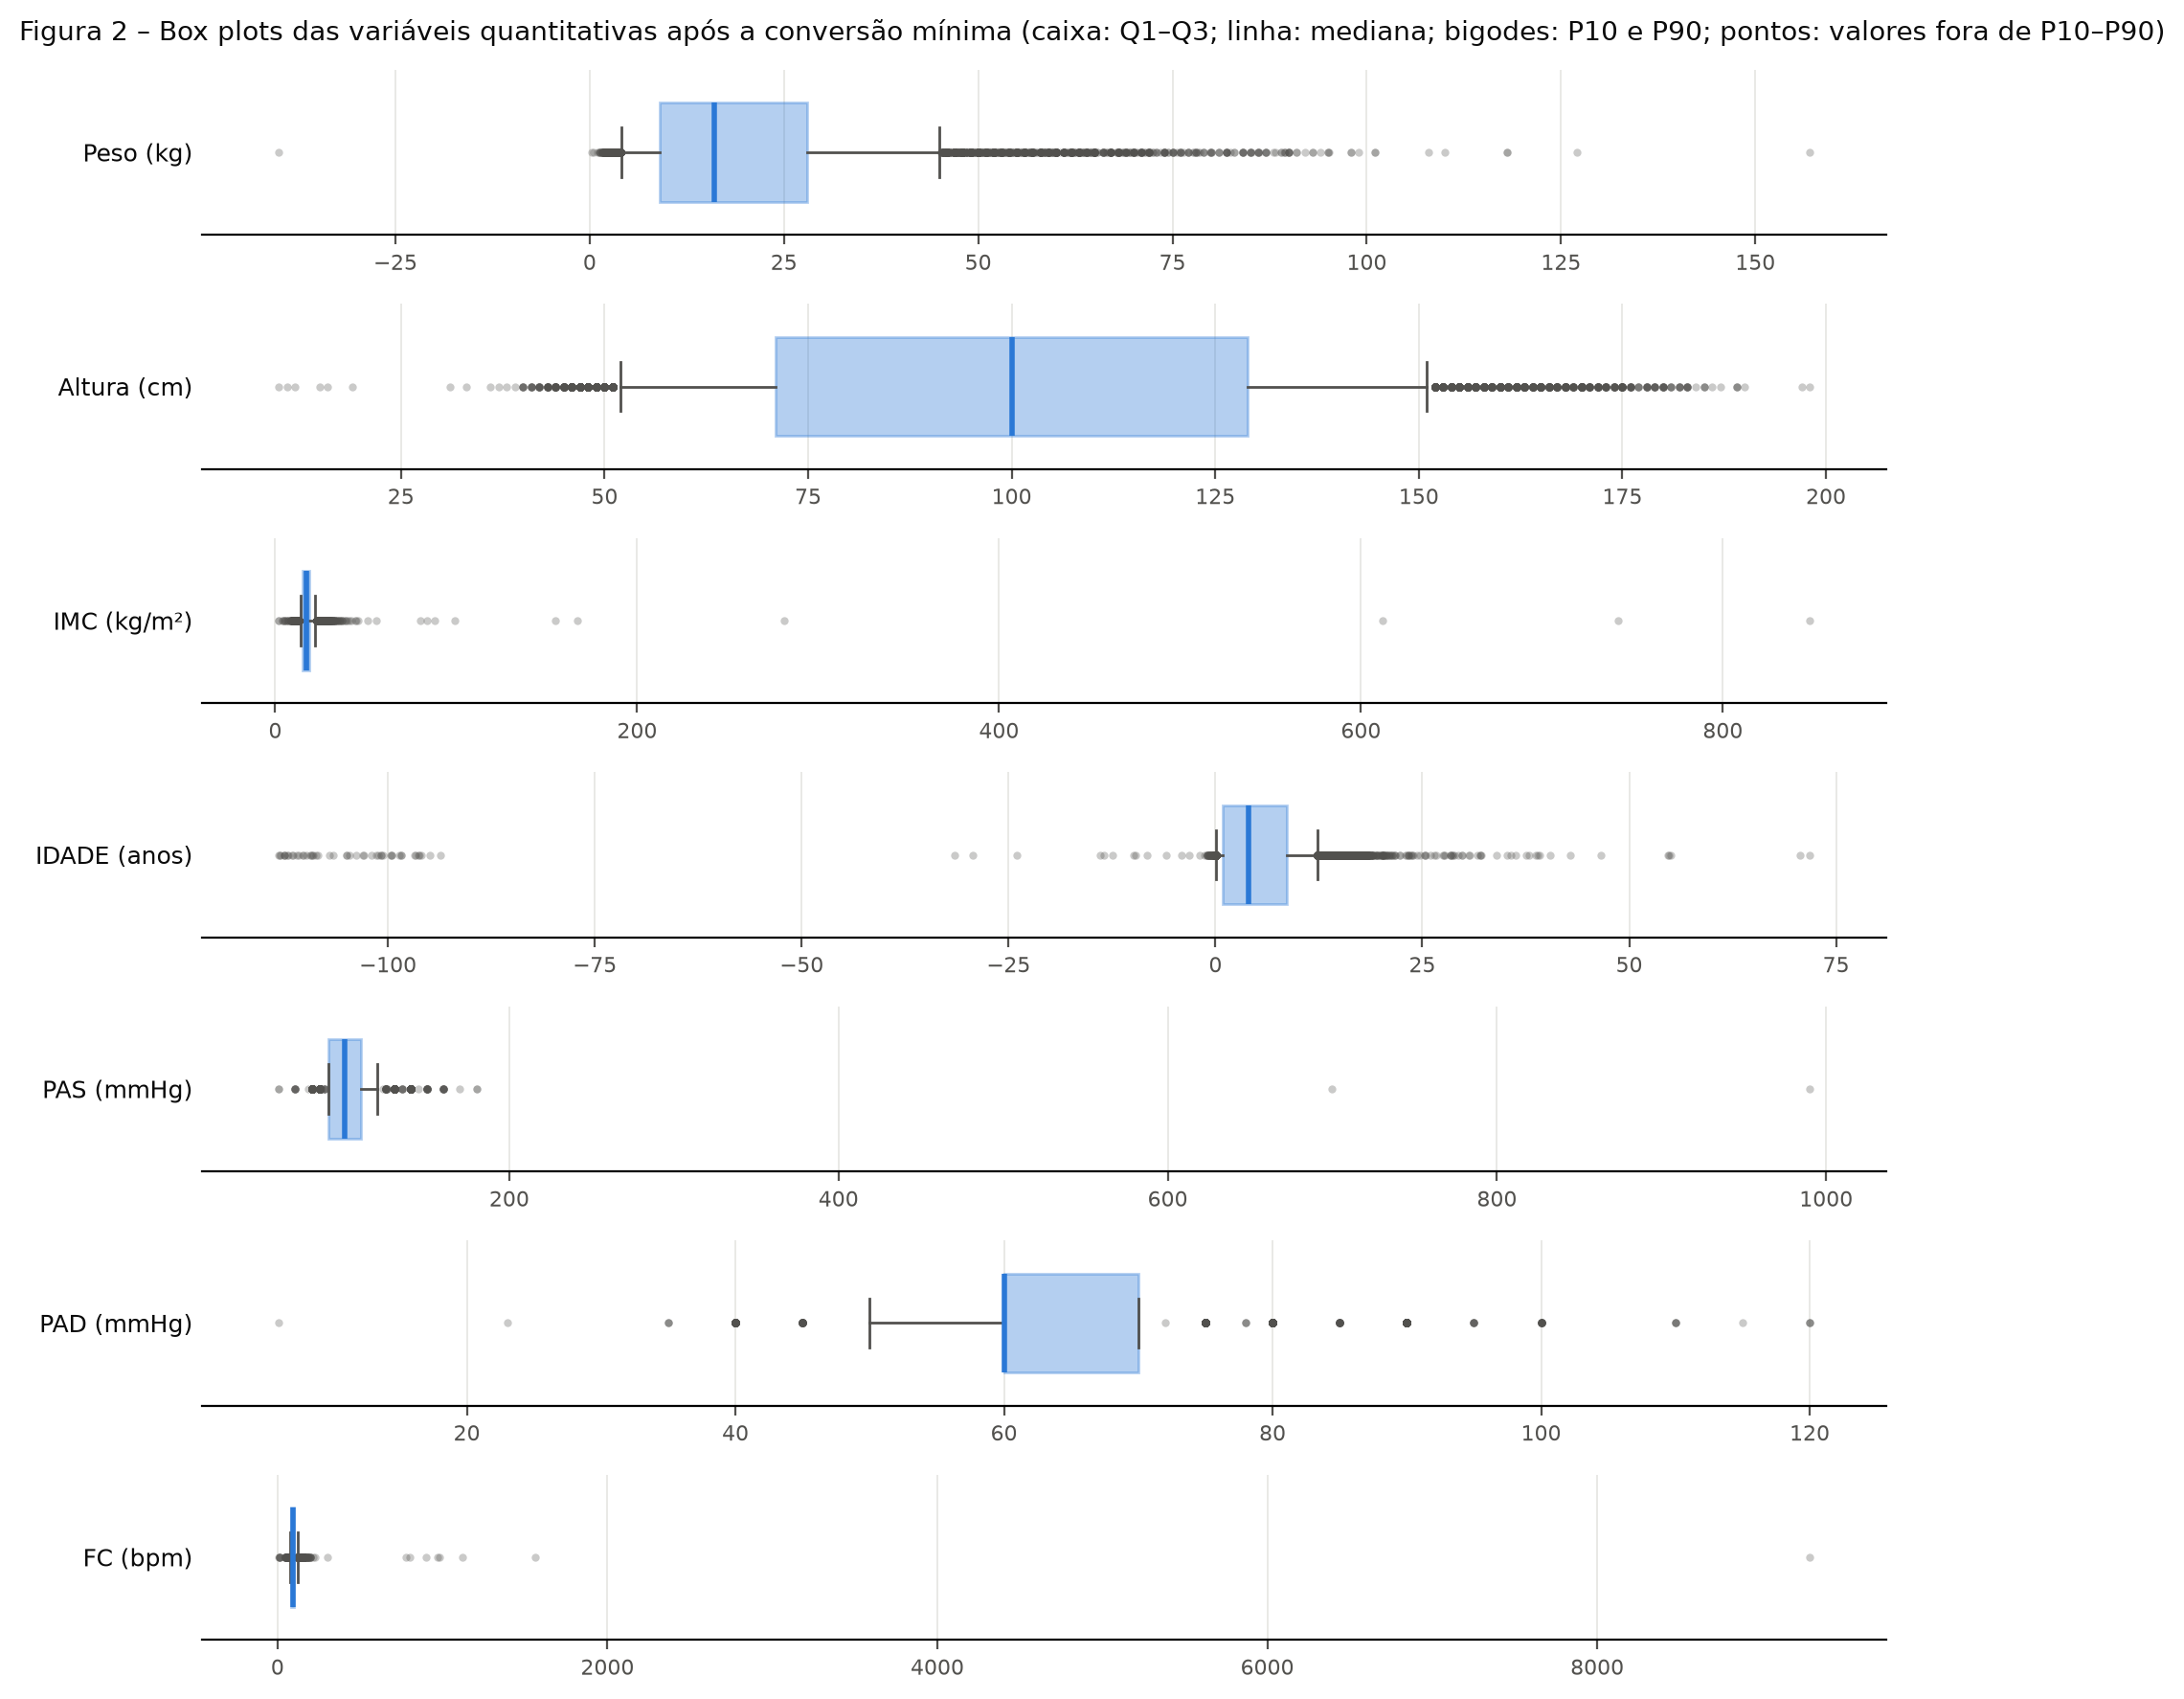 Figura 2 – Box plots das variáveis quantitativas após a conversão mínima (caixa: Q1–Q3; linha: mediana; bigodes: P10 e P90; pontos: valores fora de P10–P90)
Peso (kg)
−25 0 25 50 75 100 125 150
Altura (cm)
25 50 75 100 125 150 175 200
IMC (kg/m²)
0 200 400 600 800
IDADE (anos)
−100 −75 −50 −25 0 25 50 75
PAS (mmHg)
200 400 600 800 1000
PAD (mmHg)
20 40 60 80 100 120
FC (bpm)
0 2000 4000 6000 8000